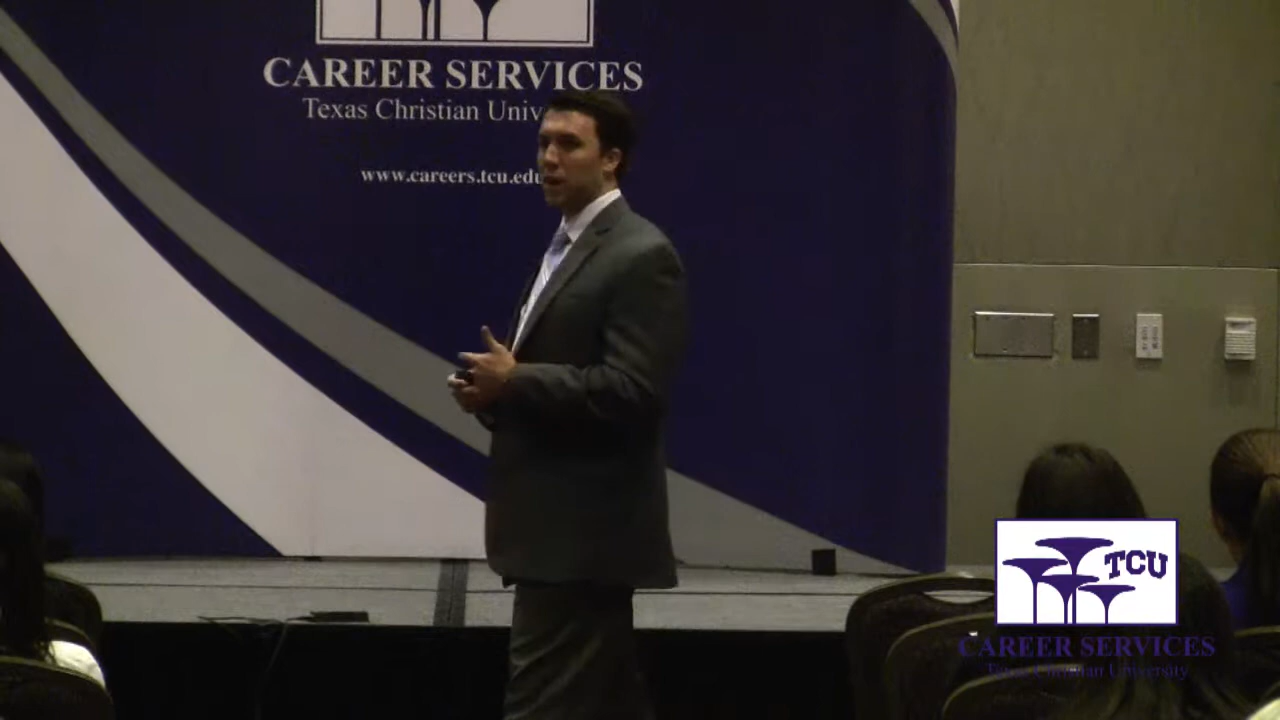 CAREER SERVICES
Texas Christian Univ
www.careers.tcu.edu
TCU
CAREER SERVICES
Texas Christian University